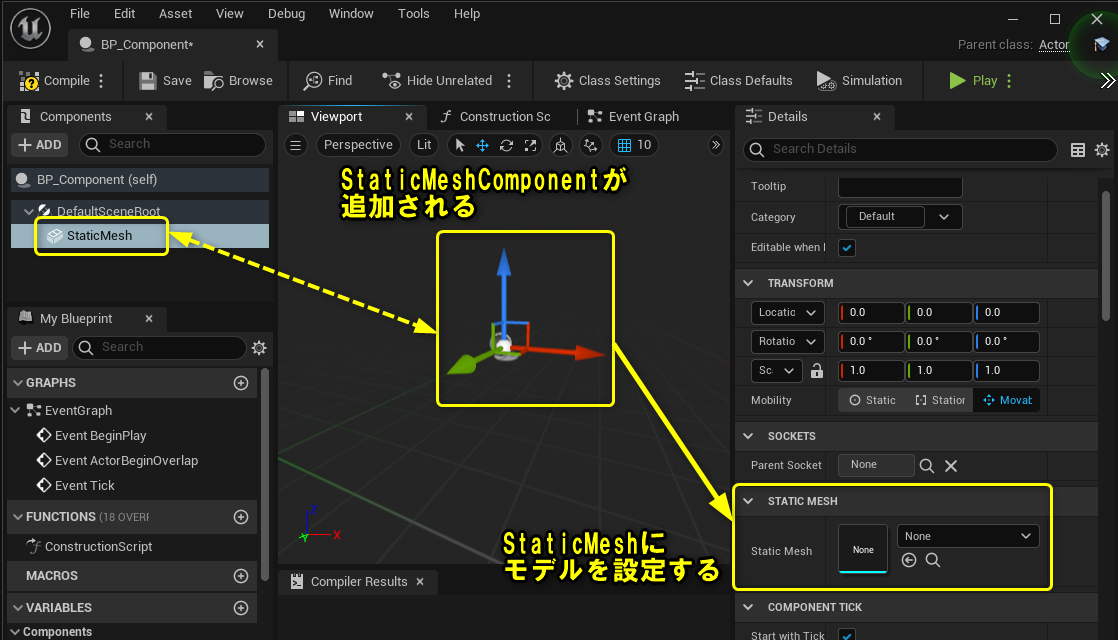 File Edit Asset View Debug Window Tools Help
BP_Component*
Parent class: Actor
Compile Save Browse Find Hide Unrelated Class Settings Class Defaults Simulation Play
Components
ADD Search
BP_Component (self)
DefaultSceneRoot
StaticMesh
My Blueprint
ADD Search
GRAPHS
EventGraph
Event BeginPlay
Event ActorBeginOverlap
Event Tick
FUNCTIONS (18 OVERF
ConstructionScript
MACROS
VARIABLES
Components
Viewport Construction Sc Event Graph
Perspective Lit 10
StaticMeshComponentが
追加される
Z
X
Y
StaticMeshに
モデルを設定する
Compiler Results
Details
Search Details
Tooltip
Category Default
Editable when I
TRANSFORM
Locatio 0.0 0.0 0.0
Rotatio 0.0 ° 0.0 ° 0.0 °
Sc 1.0 1.0 1.0
Mobility Static Station Movab
SOCKETS
Parent Socket None
STATIC MESH
Static Mesh None None
COMPONENT TICK
Start with Tick